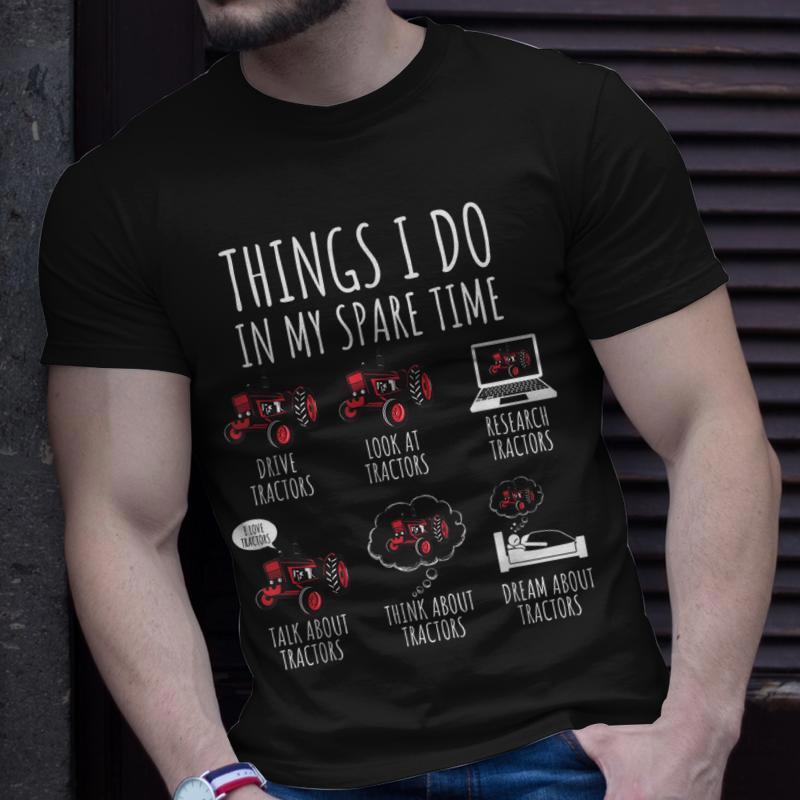 THINGS I DO
IN MY SPARE TIME
DRIVE
TRACTORS
LOOK AT
TRACTORS
RESEARCH
TRACTORS
I LOVE
TRACTORS
TALK ABOUT
TRACTORS
THINK ABOUT
TRACTORS
DREAM ABOUT
TRACTORS